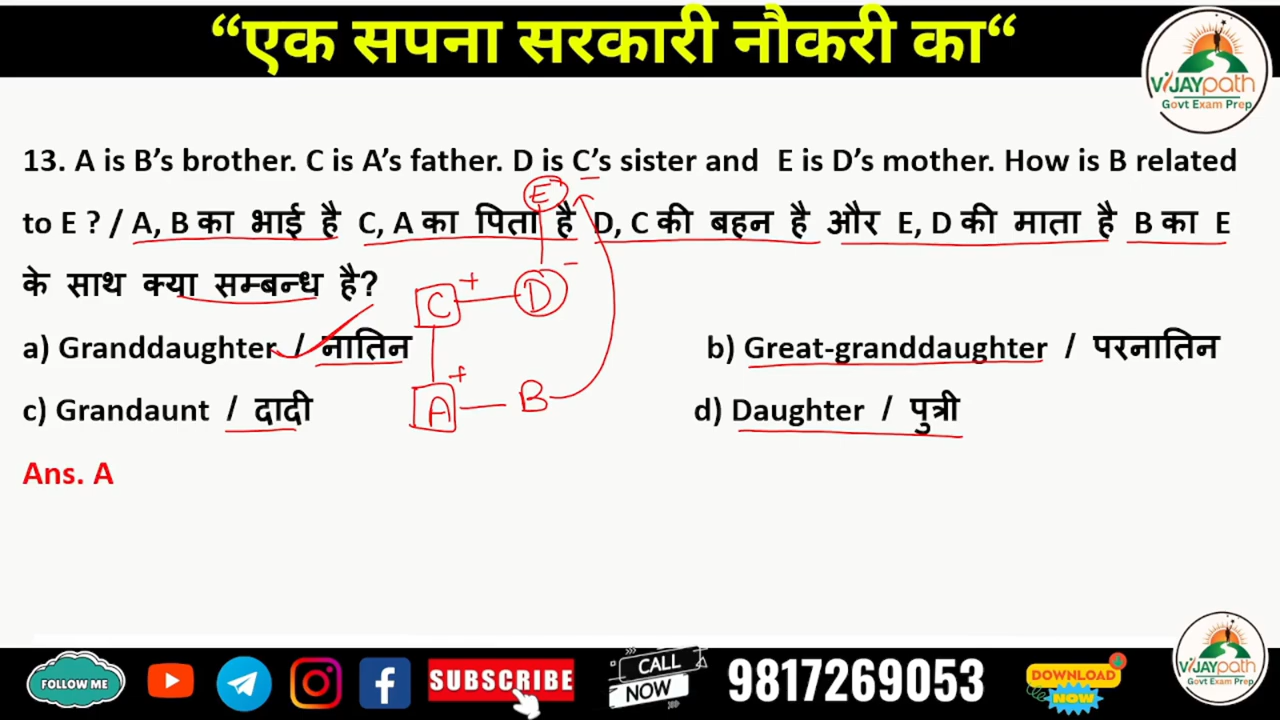 “एक सपना सरकारी नौकरी का“
VIJAYpath
Govt Exam Prep
13. A is B’s brother. C is A’s father. D is C’s sister and E is D’s mother. How is B related
to E ? / A, B का भाई है C, A का पिता है D, C की बहन है और E, D की माता है B का E
के साथ क्या सम्बन्ध है?
E
C + D -
A + B
a) Granddaughter / नातिन
b) Great-granddaughter / परनातिन
c) Grandaunt / दादी
d) Daughter / पुत्री
Ans. A
VIJAYpath
Govt Exam Prep
FOLLOW ME
SUBSCRIBE
CALL
NOW
9817269053
DOWNLOAD
NOW